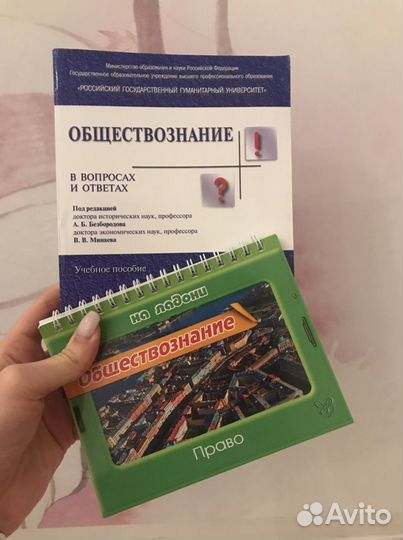 Министерство образования и науки Российской Федерации
Государственное образовательное учреждение высшего профессионального образования
«РОССИЙСКИЙ ГОСУДАРСТВЕННЫЙ ГУМАНИТАРНЫЙ УНИВЕРСИТЕТ»
ОБЩЕСТВОЗНАНИЕ
!
В ВОПРОСАХ
И ОТВЕТАХ
?
Под редакцией
доктора исторических наук, профессора
А. Б. Безбородова
доктора экономических наук, профессора
В. В. Минаева
Учебное пособие
на ладони
Обществознание
Право
Avito